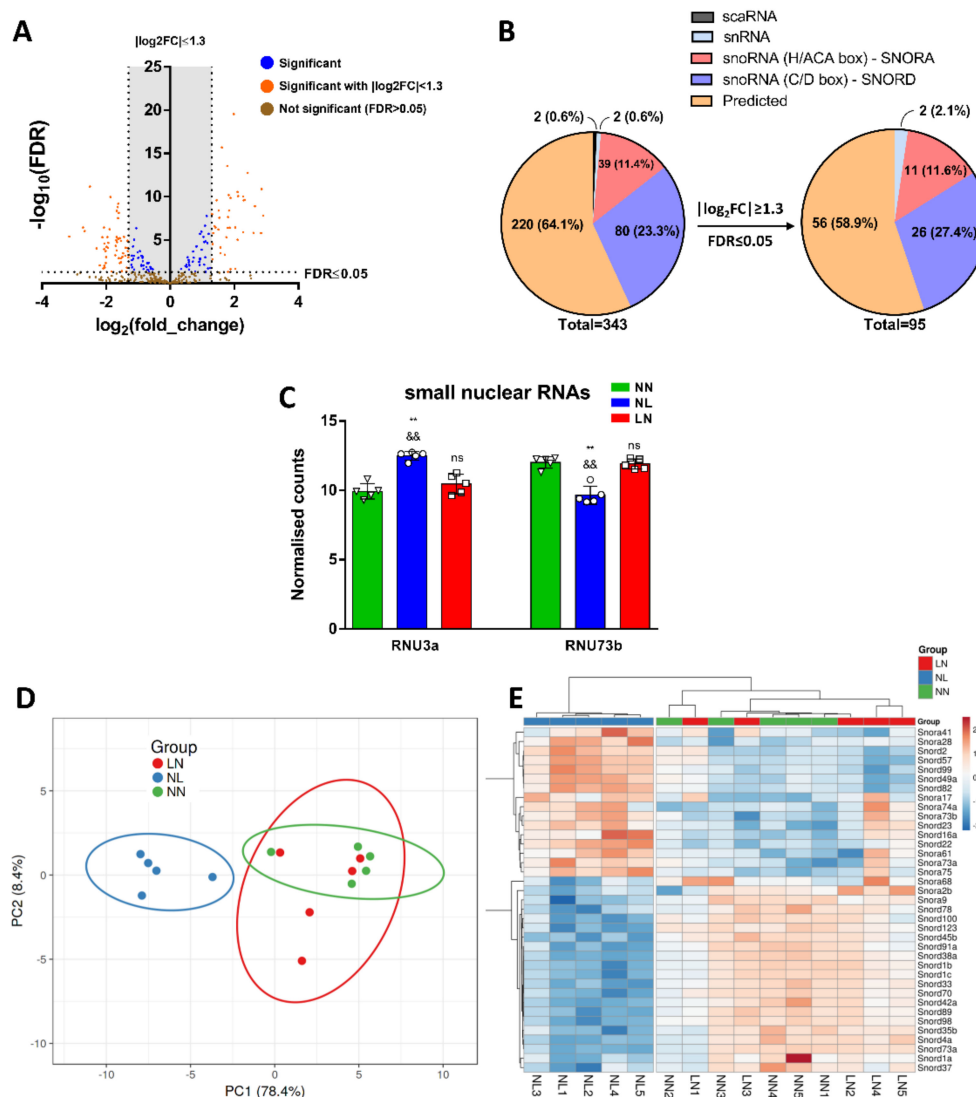 A
|log2FC|≤1.3
25
20
15
10
5
-log10(FDR)
Significant
Significant with |log2FC|<1.3
Not significant (FDR>0.05)
FDR≤0.05
-4 -2 0 2 4
log2(fold_change)
B
scaRNA
snRNA
snoRNA (H/ACA box) - SNORA
snoRNA (C/D box) - SNORD
Predicted
2 (0.6%) 2 (0.6%)
39 (11.4%)
220 (64.1%)
80 (23.3%)
Total=343
|log2FC| ≥1.3
FDR≤0.05
2 (2.1%)
11 (11.6%)
56 (58.9%)
26 (27.4%)
Total=95
C
small nuclear RNAs
NN
NL
LN
Normalised counts
15
10
5
0
**
&&
ns
**
&&
ns
RNU3a RNU73b
D
Group
LN
NL
NN
PC2 (8.4%)
5
0
-5
-10
-10 -5 0 5 10
PC1 (78.4%)
E
Group
LN
NL
NN
Group
2
1
0
Snora41
Snora28
Snord2
Snord57
Snord99
Snord49a
Snord82
Snora17
Snora74a
Snora73b
Snord23
Snord16a
Snord22
Snora61
Snora73a
Snora75
Snora68
Snora2b
Snora9
Snord78
Snord100
Snord123
Snord45b
Snord91a
Snord38a
Snord1b
Snord1c
Snord33
Snord70
Snord42a
Snord89
Snord98
Snord35b
Snord4a
Snord73a
Snord1a
Snord37
NL3 NL1 NL2 NL4 NL5 NN2 LN1 NN3 LN3 NN4 NN5 NN1 LN2 LN4 LN5